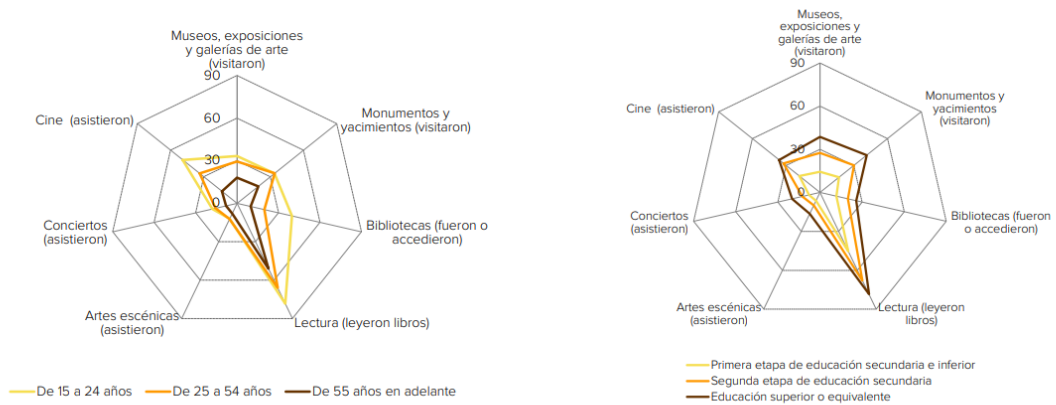 Museos, exposiciones
y galerías de arte
(visitaron)
90
60
30
0
Monumentos y
yacimientos (visitaron)
Bibliotecas (fueron o
accedieron)
Lectura (leyeron libros)
Artes escénicas
(asistieron)
Conciertos
(asistieron)
Cine (asistieron)
De 15 a 24 años
De 25 a 54 años
De 55 años en adelante
Museos,
exposiciones y
galerías de arte
(visitaron)
90
60
30
0
Monumentos y
yacimientos
(visitaron)
Bibliotecas (fueron
o accedieron)
Lectura (leyeron
libros)
Artes escénicas
(asistieron)
Conciertos
(asistieron)
Cine (asistieron)
Primera etapa de educación secundaria e inferior
Segunda etapa de educación secundaria
Educación superior o equivalente